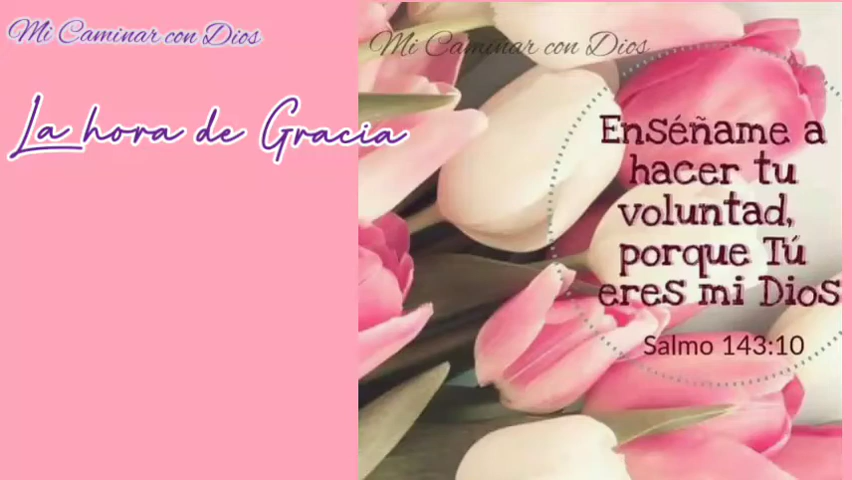 Mi Caminar con Dios
La hora de Gracia
Mi Caminar con Dios
Enséñame a
hacer tu
voluntad,
porque Tú
eres mi Dios
Salmo 143:10